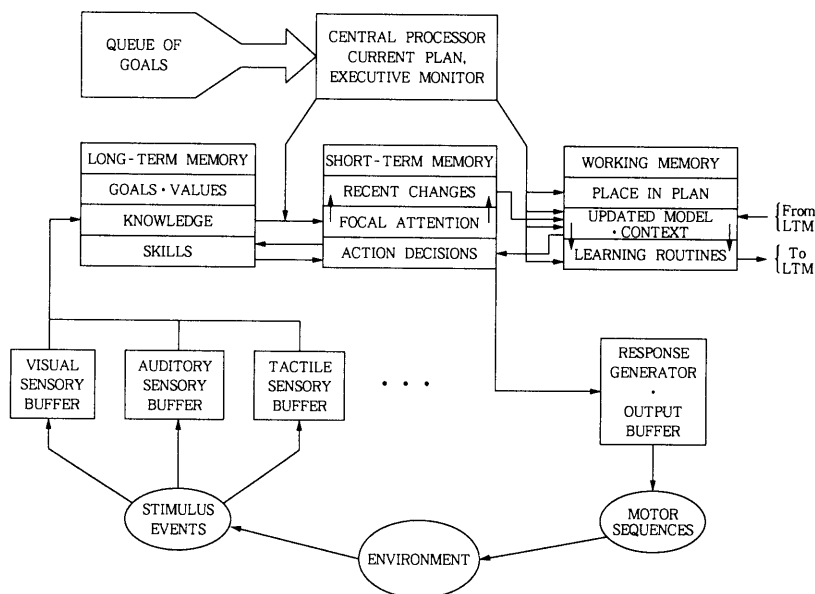 QUEUE OF
GOALS
CENTRAL PROCESSOR
CURRENT PLAN,
EXECUTIVE MONITOR
LONG-TERM MEMORY
GOALS·VALUES
KNOWLEDGE
SKILLS
SHORT-TERM MEMORY
RECENT CHANGES
FOCAL ATTENTION
ACTION DECISIONS
WORKING MEMORY
PLACE IN PLAN
UPDATED MODEL
·CONTEXT
LEARNING ROUTINES
From
LTM
To
LTM
VISUAL
SENSORY
BUFFER
AUDITORY
SENSORY
BUFFER
TACTILE
SENSORY
BUFFER
· · ·
RESPONSE
GENERATOR
·
OUTPUT
BUFFER
STIMULUS
EVENTS
ENVIRONMENT
MOTOR
SEQUENCES